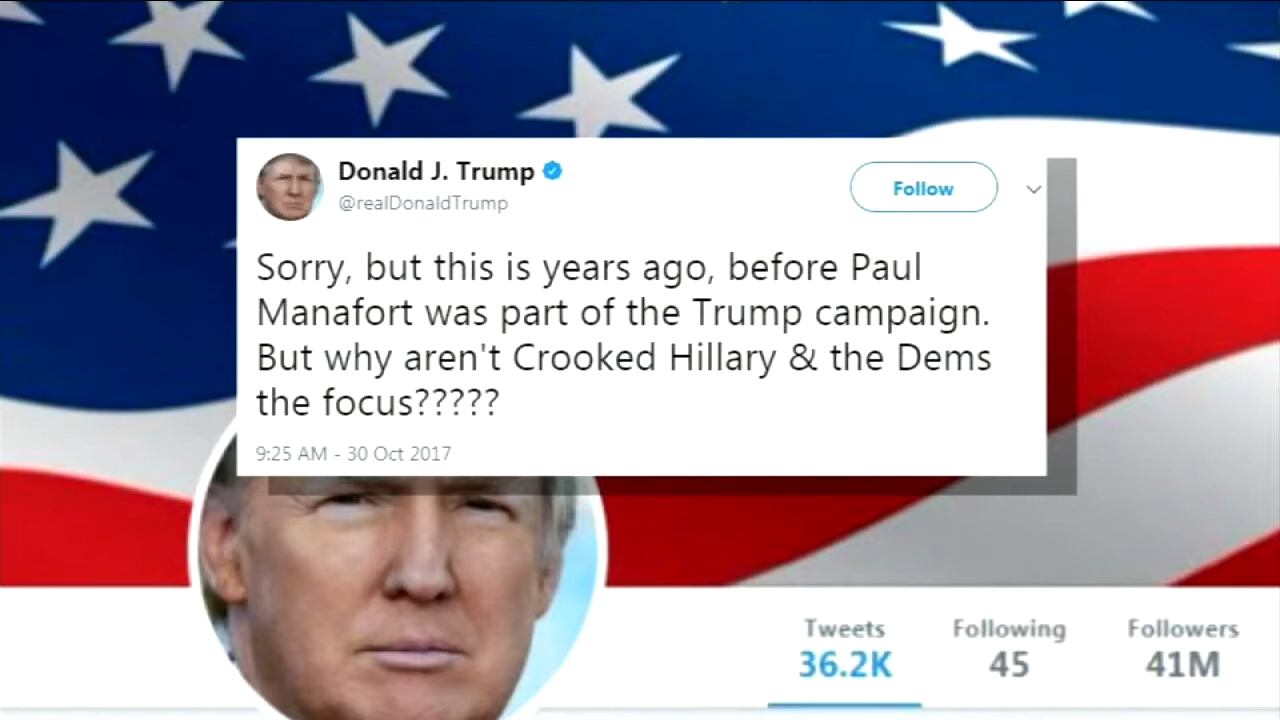 Donald J. Trump
@realDonaldTrump
Follow
Sorry, but this is years ago, before Paul
Manafort was part of the Trump campaign.
But why aren't Crooked Hillary & the Dems
the focus?????
9:25 AM - 30 Oct 2017
Tweets Following Followers
36.2K 45 41M